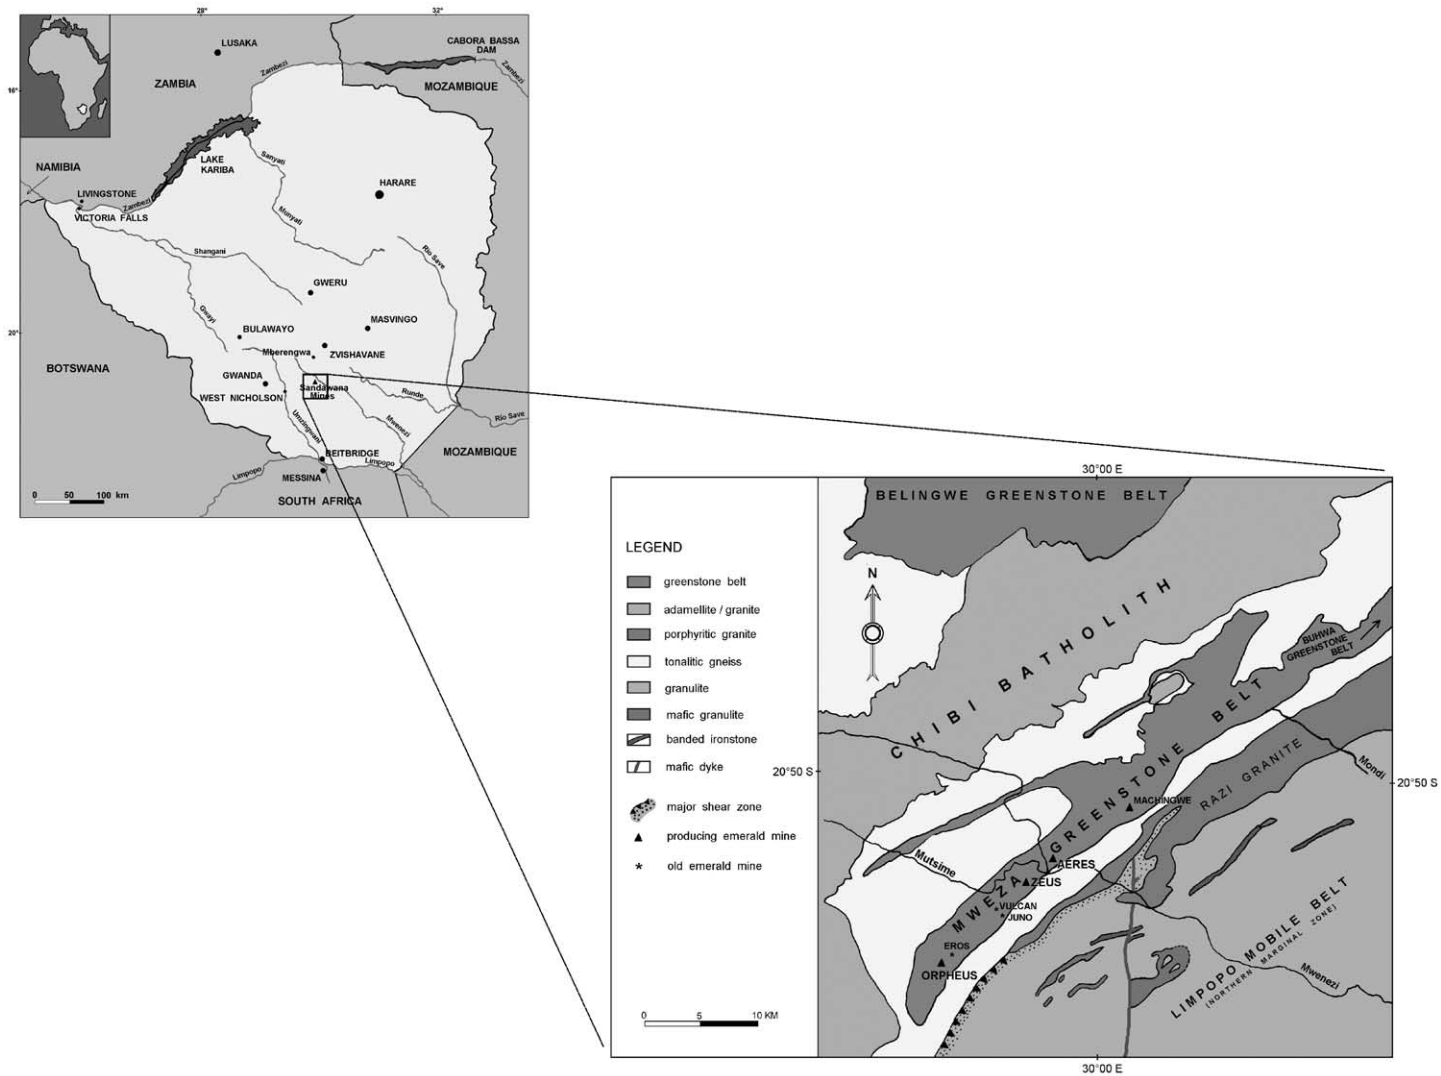 28°
32°
LUSAKA
CABORA BASSA
DAM
Zambezi
Zambezi
ZAMBIA
MOZAMBIQUE
16°
LAKE
KARIBA
Sanyati
NAMIBIA
HARARE
LIVINGSTONE
Zambezi
VICTORIA FALLS
Munyati
Shangani
Rio Save
GWERU
Gwayi
MASVINGO
BULAWAYO
20°
Mberengwa
ZVISHAVANE
BOTSWANA
GWANDA
Sandawana
Mines
WEST NICHOLSON
Runde
Umzingwani
Mwenezi
Rio Save
BEITBRIDGE
MOZAMBIQUE
Limpopo
Limpopo
MESSINA
0 50 100 km
SOUTH AFRICA
30°00 E
BELINGWE GREENSTONE BELT
LEGEND
greenstone belt
adamellite / granite
porphyritic granite
tonalitic gneiss
granulite
mafic granulite
banded ironstone
mafic dyke
major shear zone
producing emerald mine
old emerald mine
0 5 10 KM
N
CHIBI BATHOLITH
BUHWA
GREENSTONE
BELT
MWEZA GREENSTONE BELT
RAZI GRANITE
Mondi
20°50 S
20°50 S
MACHINGWE
Mutsime
AERES
ZEUS
VULCAN
JUNO
EROS
ORPHEUS
LIMPOPO MOBILE BELT
(NORTHERN MARGINAL ZONE)
Mwenezi
30°00 E